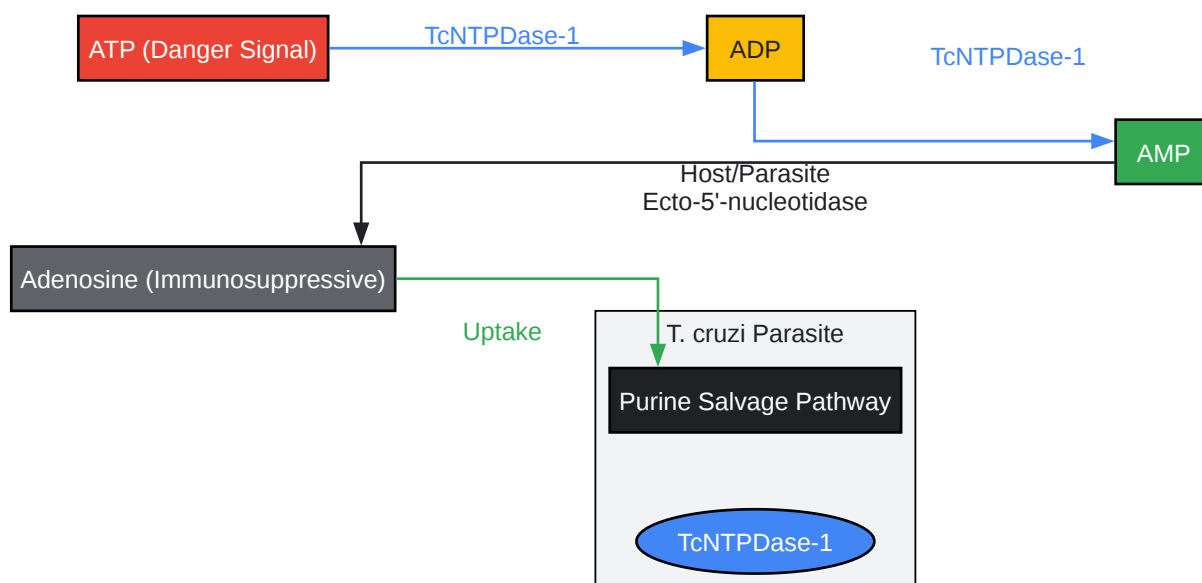 ATP (Danger Signal)
TcNTPDase-1
ADP
TcNTPDase-1
AMP
Host/Parasite
Ecto-5'-nucleotidase
Adenosine (Immunosuppressive)
Uptake
T. cruzi Parasite
Purine Salvage Pathway
TcNTPDase-1